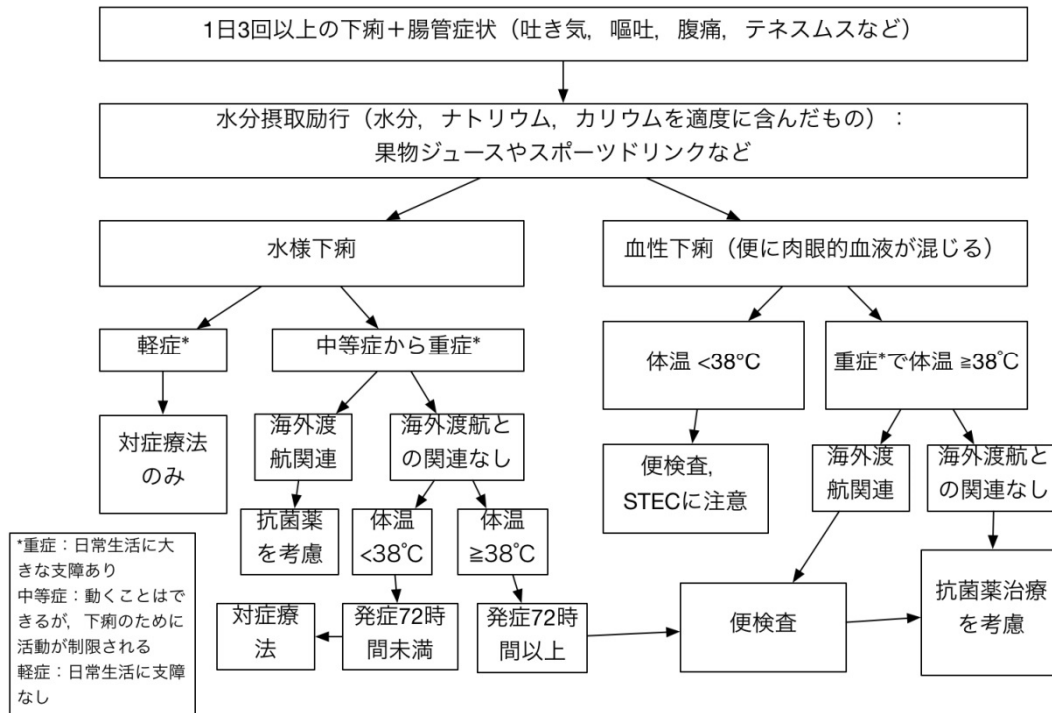 1日3回以上の下痢＋腸管症状（吐き気，嘔吐，腹痛，テネスムスなど）
水分摂取励行（水分，ナトリウム，カリウムを適度に含んだもの）：
果物ジュースやスポーツドリンクなど
水様下痢
血性下痢（便に肉眼的血液が混じる）
軽症*
中等症から重症*
体温 <38°C
重症*で体温 ≧38℃
対症療法
のみ
海外渡
航関連
海外渡航と
の関連なし
便検査，
STECに注意
海外渡
航関連
海外渡航と
の関連なし
抗菌薬
を考慮
体温
<38℃
体温
≧38℃
対症療
法
発症72時
間未満
発症72時
間以上
便検査
抗菌薬治療
を考慮
*重症：日常生活に大
きな支障あり
中等症：動くことはで
きるが，下痢のために
活動が制限される
軽症：日常生活に支障
なし